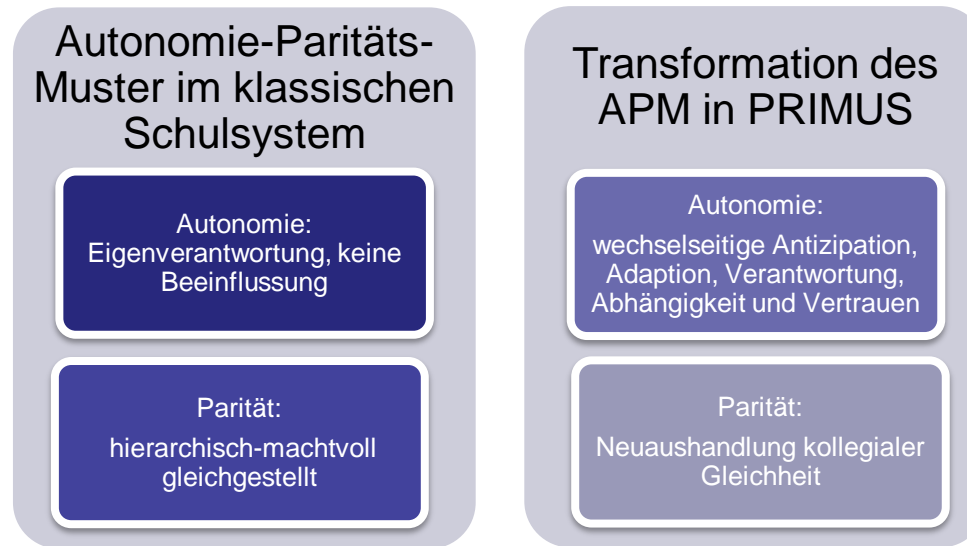 Autonomie-Paritäts-
Muster im klassischen
Schulsystem
Autonomie:
Eigenverantwortung, keine
Beeinflussung
Parität:
hierarchisch-machtvoll
gleichgestellt
Transformation des
APM in PRIMUS
Autonomie:
wechselseitige Antizipation,
Adaption, Verantwortung,
Abhängigkeit und Vertrauen
Parität:
Neuaushandlung kollegialer
Gleichheit